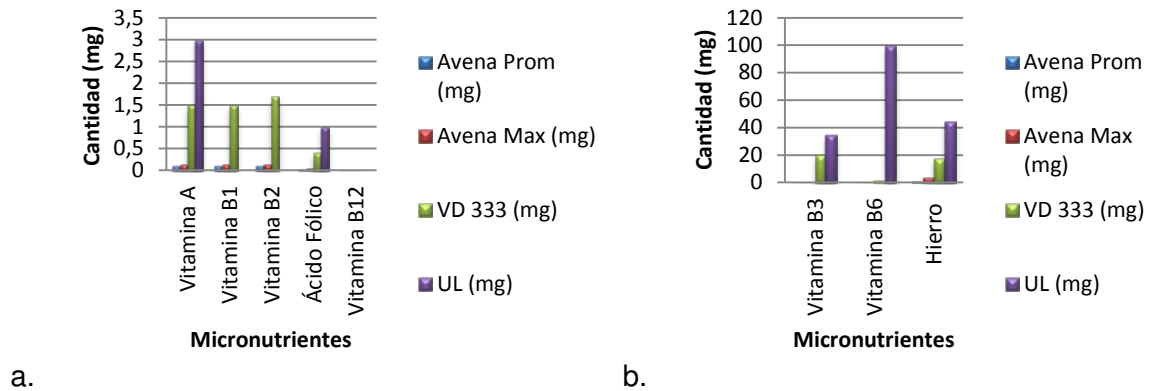 3,5
3
2,5
2
1,5
1
0,5
0
Cantidad (mg)
Vitamina A
Vitamina B1
Vitamina B2
Ácido Fólico
Vitamina B12
Micronutrientes
Avena Prom
(mg)
Avena Max (mg)
VD 333 (mg)
UL (mg)
a.
120
100
80
60
40
20
0
Cantidad (mg)
Vitamina B3
Vitamina B6
Hierro
Micronutrientes
Avena Prom
(mg)
Avena Max
(mg)
VD 333 (mg)
UL (mg)
b.